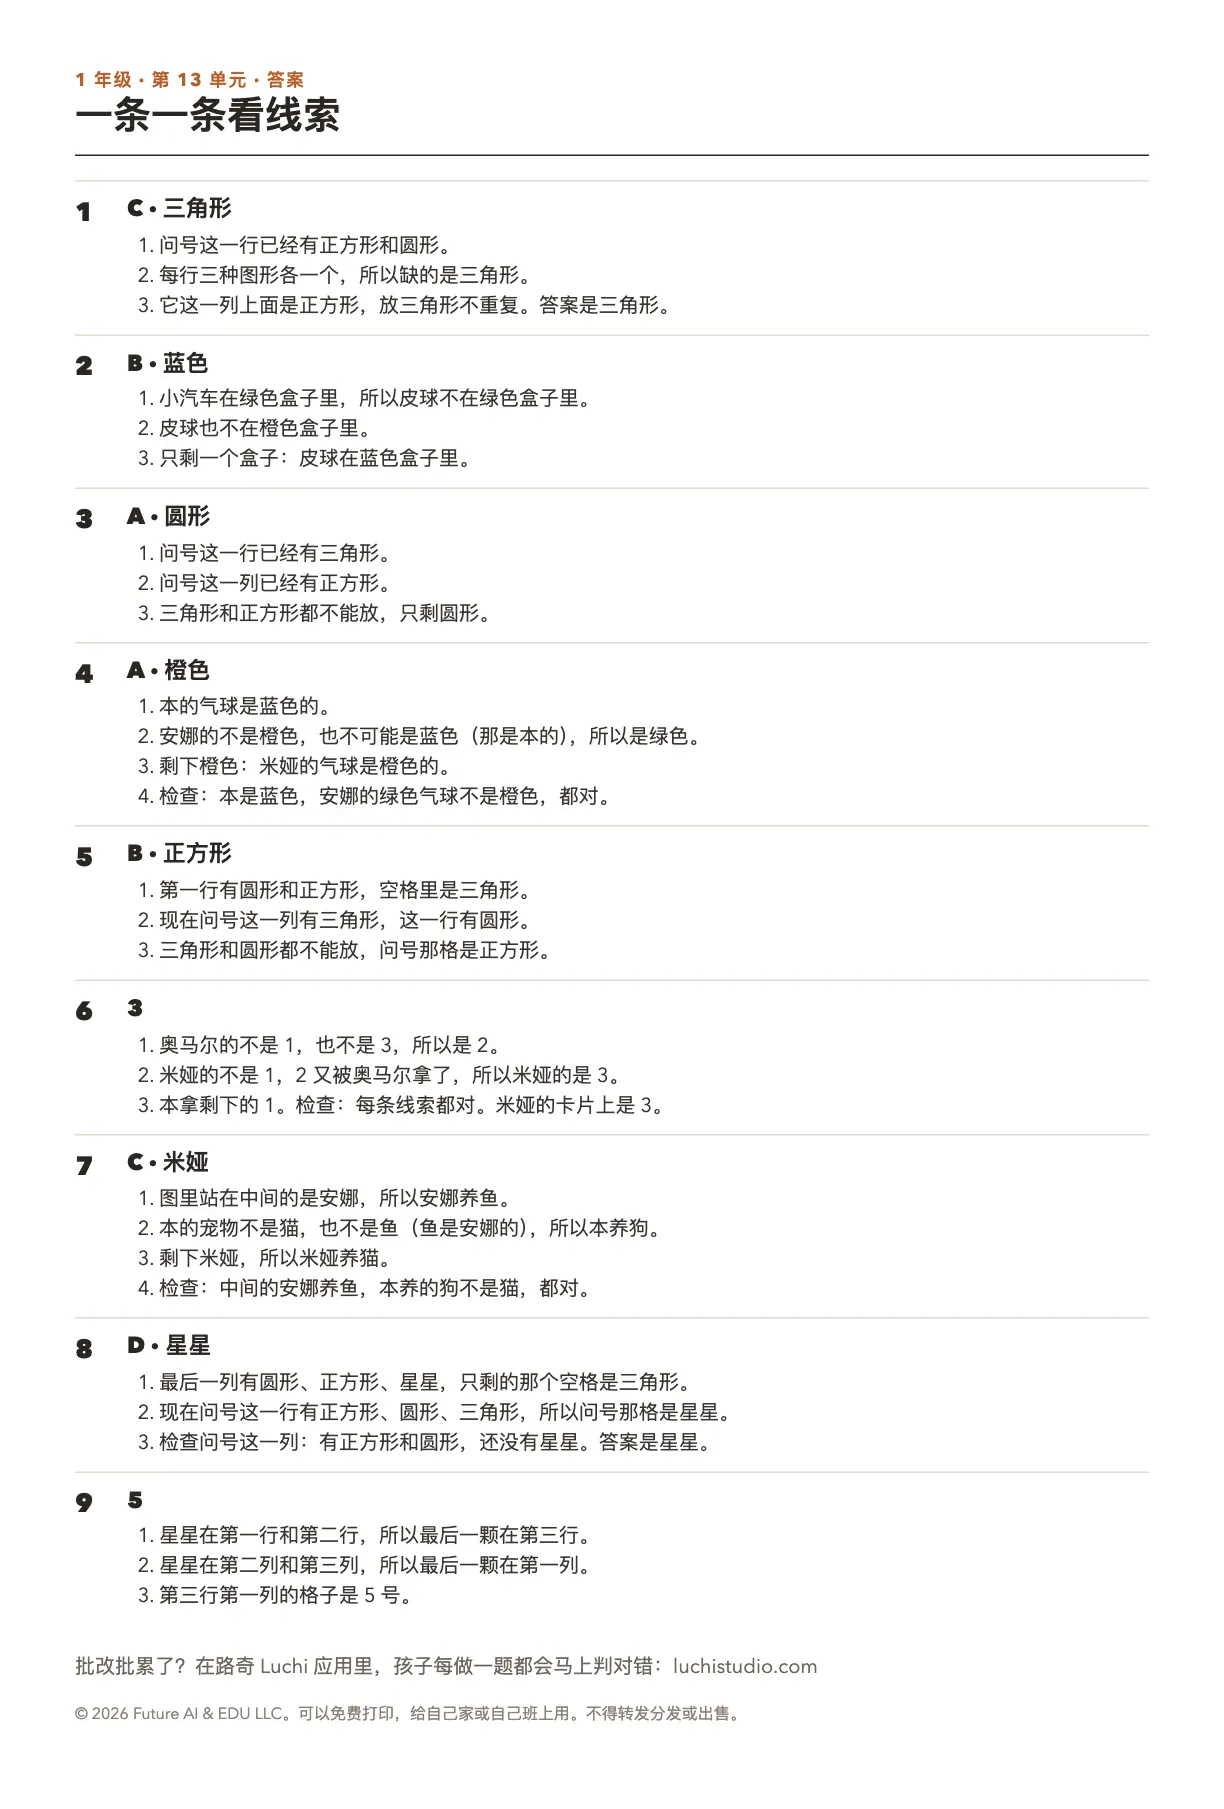 1 年级 · 第 13 单元 · 答案
一条一条看线索
1 C · 三角形
1. 问号这一行已经有正方形和圆形。
2. 每行三种图形各一个，所以缺的是三角形。
3. 它这一列上面是正方形，放三角形不重复。答案是三角形。
2 B · 蓝色
1. 小汽车在绿色盒子里，所以皮球不在绿色盒子里。
2. 皮球也不在橙色盒子里。
3. 只剩一个盒子：皮球在蓝色盒子里。
3 A · 圆形
1. 问号这一行已经有三角形。
2. 问号这一列已经有正方形。
3. 三角形和正方形都不能放，只剩圆形。
4 A · 橙色
1. 本的气球是蓝色的。
2. 安娜的不是橙色，也不可能是蓝色（那是本的），所以是绿色。
3. 剩下橙色：米娅的气球是橙色的。
4. 检查：本是蓝色，安娜的绿色气球不是橙色，都对。
5 B · 正方形
1. 第一行有圆形和正方形，空格里是三角形。
2. 现在问号这一列有三角形，这一行有圆形。
3. 三角形和圆形都不能放，问号那格是正方形。
6 3
1. 奥马尔的不是 1，也不是 3，所以是 2。
2. 米娅的不是 1，2 又被奥马尔拿了，所以米娅的是 3。
3. 本拿剩下的 1。检查：每条线索都对。米娅的卡片上是 3。
7 C · 米娅
1. 图里站在中间的是安娜，所以安娜养鱼。
2. 本的宠物不是猫，也不是鱼（鱼是安娜的），所以本养狗。
3. 剩下米娅，所以米娅养猫。
4. 检查：中间的安娜养鱼，本养的狗不是猫，都对。
8 D · 星星
1. 最后一列有圆形、正方形、星星，只剩的那个空格是三角形。
2. 现在问号这一行有正方形、圆形、三角形，所以问号那格是星星。
3. 检查问号这一列：有正方形和圆形，还没有星星。答案是星星。
9 5
1. 星星在第一行和第二行，所以最后一颗在第三行。
2. 星星在第二列和第三列，所以最后一颗在第一列。
3. 第三行第一列的格子是 5 号。
批改批累了？在路奇 Luchi 应用里，孩子每做一题都会马上判对错：luchistudio.com
© 2026 Future AI & EDU LLC。可以免费打印，给自己家或自己班上用。不得转发分发或出售。